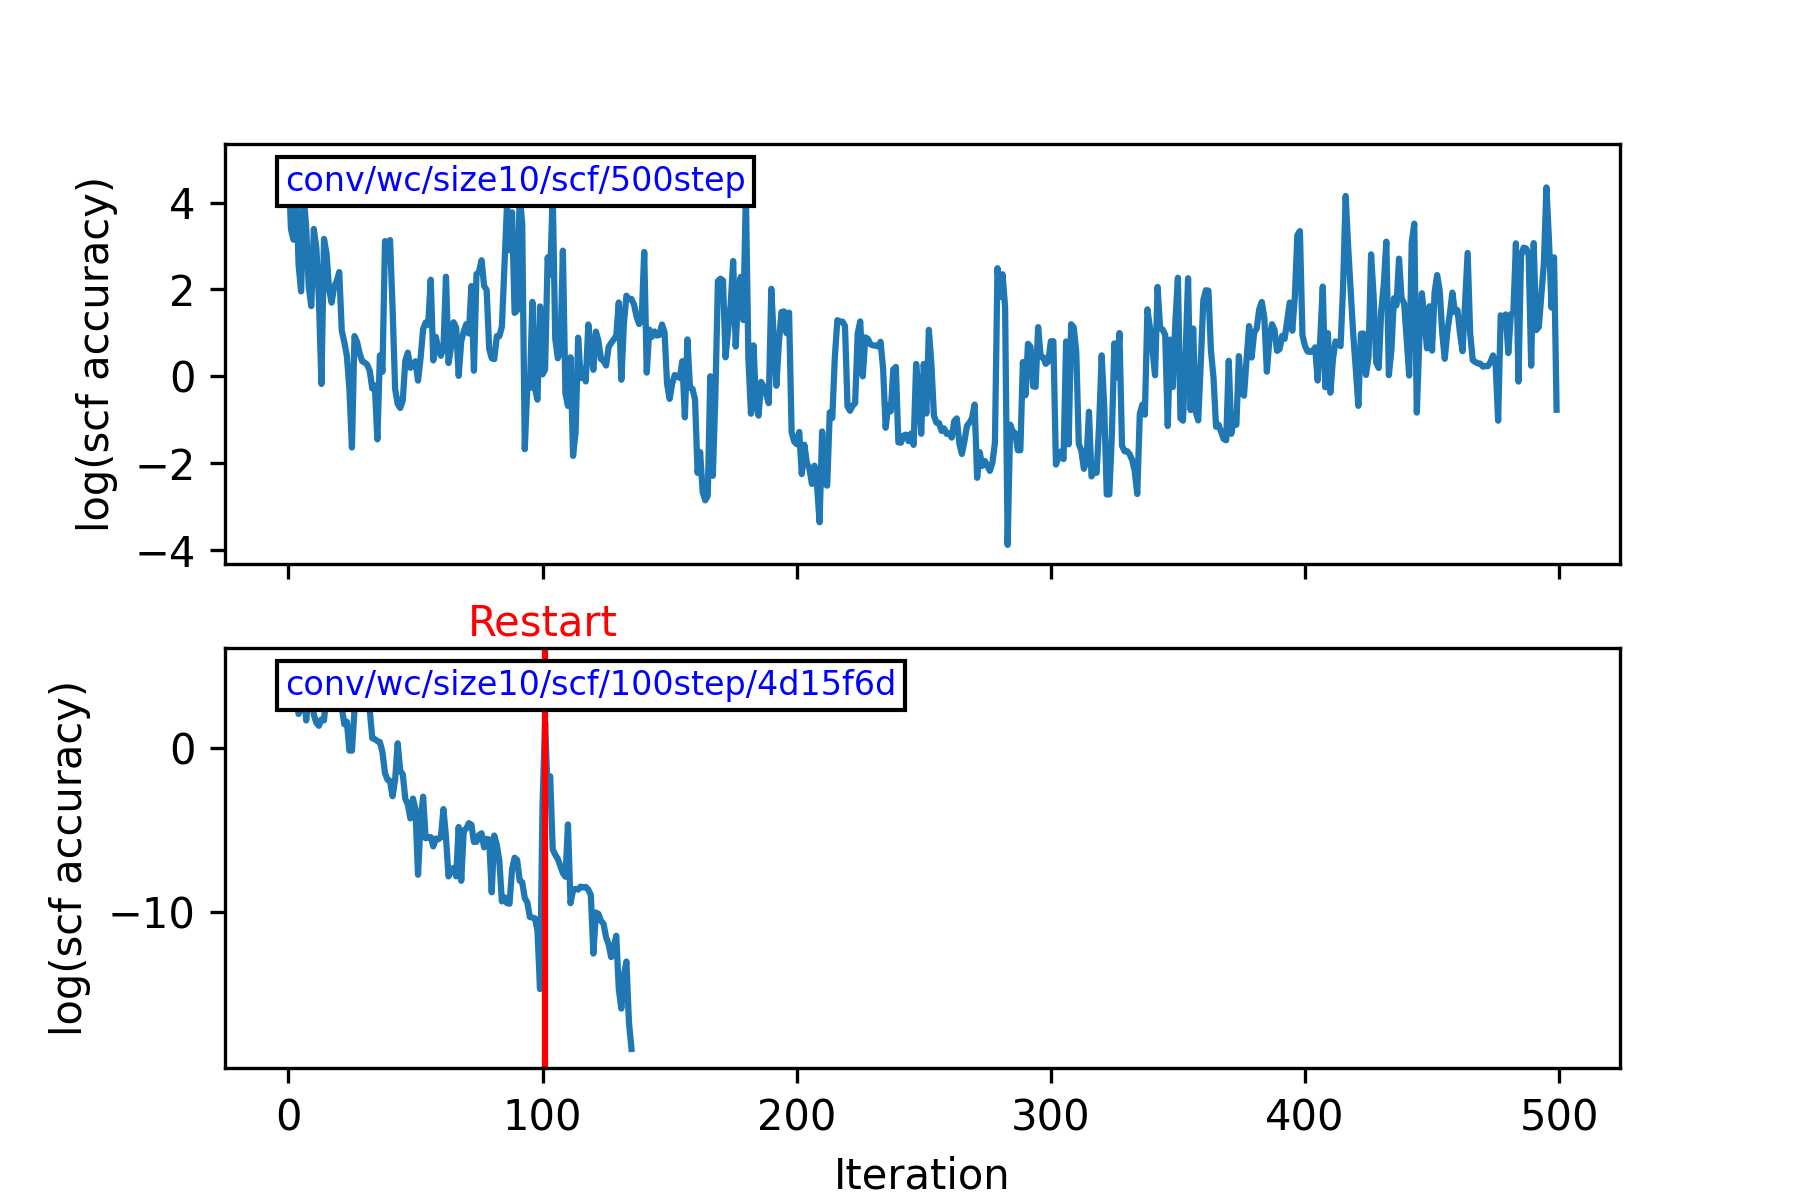 conv/wc/size10/scf/500step
log(scf accuracy)
4
2
0
−2
−4
Restart
conv/wc/size10/scf/100step/4d15f6d
log(scf accuracy)
0
−10
0 100 200 300 400 500
Iteration